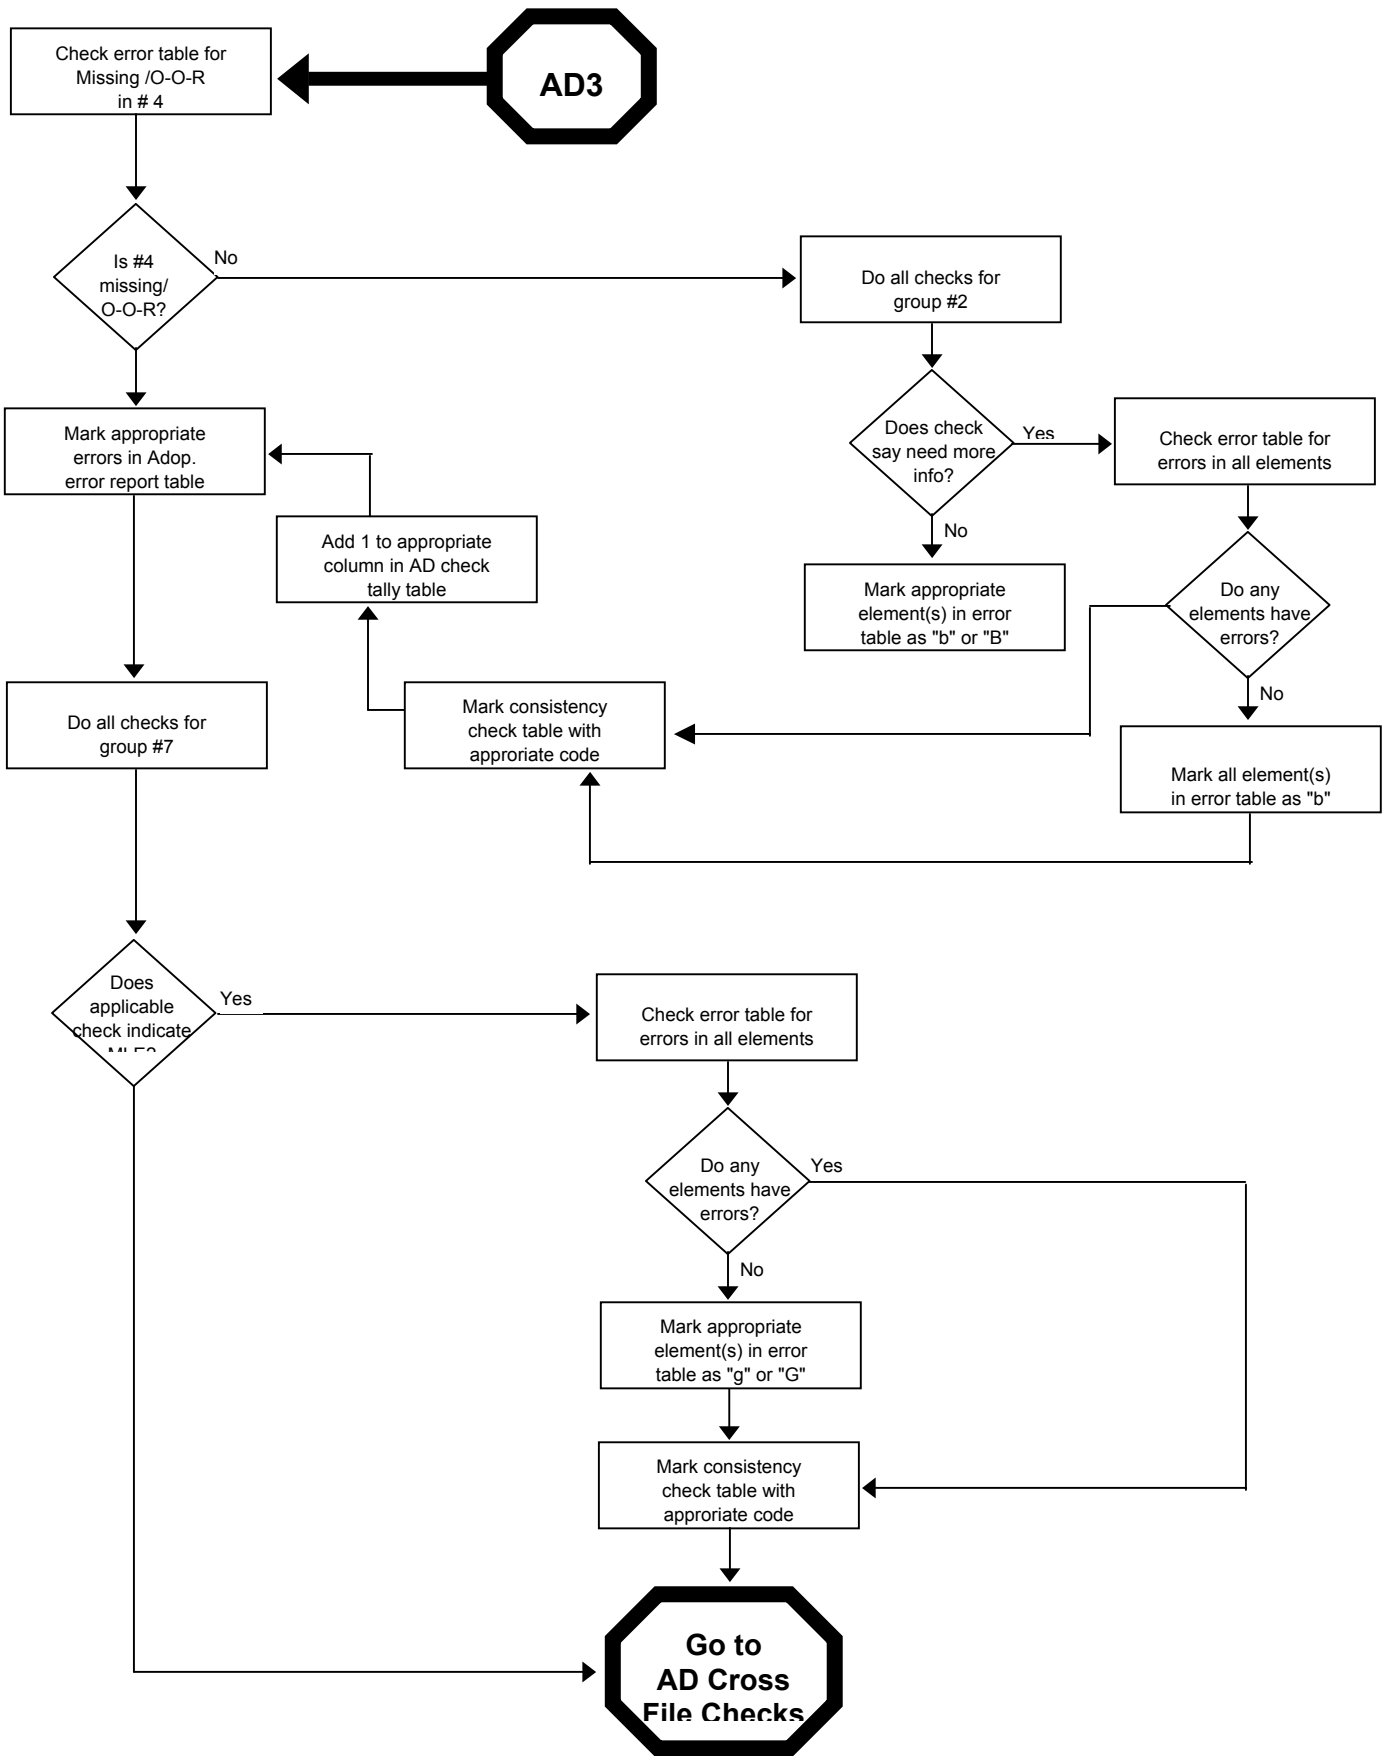 Check error table for
Missing /O-O-R
in # 4
AD3
Is #4
missing/
O-O-R?
No
Do all checks for
group #2
Mark appropriate
errors in Adop.
error report table
Does check
say need more
info?
Yes
Check error table for
errors in all elements
No
Add 1 to appropriate
column in AD check
tally table
Mark appropriate
element(s) in error
table as "b" or "B"
Do any
elements have
errors?
No
Do all checks for
group #7
Mark consistency
check table with
approriate code
Mark all element(s)
in error table as "b"
Does
applicable
check indicate
Yes
Check error table for
errors in all elements
Do any
elements have
errors?
Yes
No
Mark appropriate
element(s) in error
table as "g" or "G"
Mark consistency
check table with
approriate code
Go to
AD Cross
File Checks